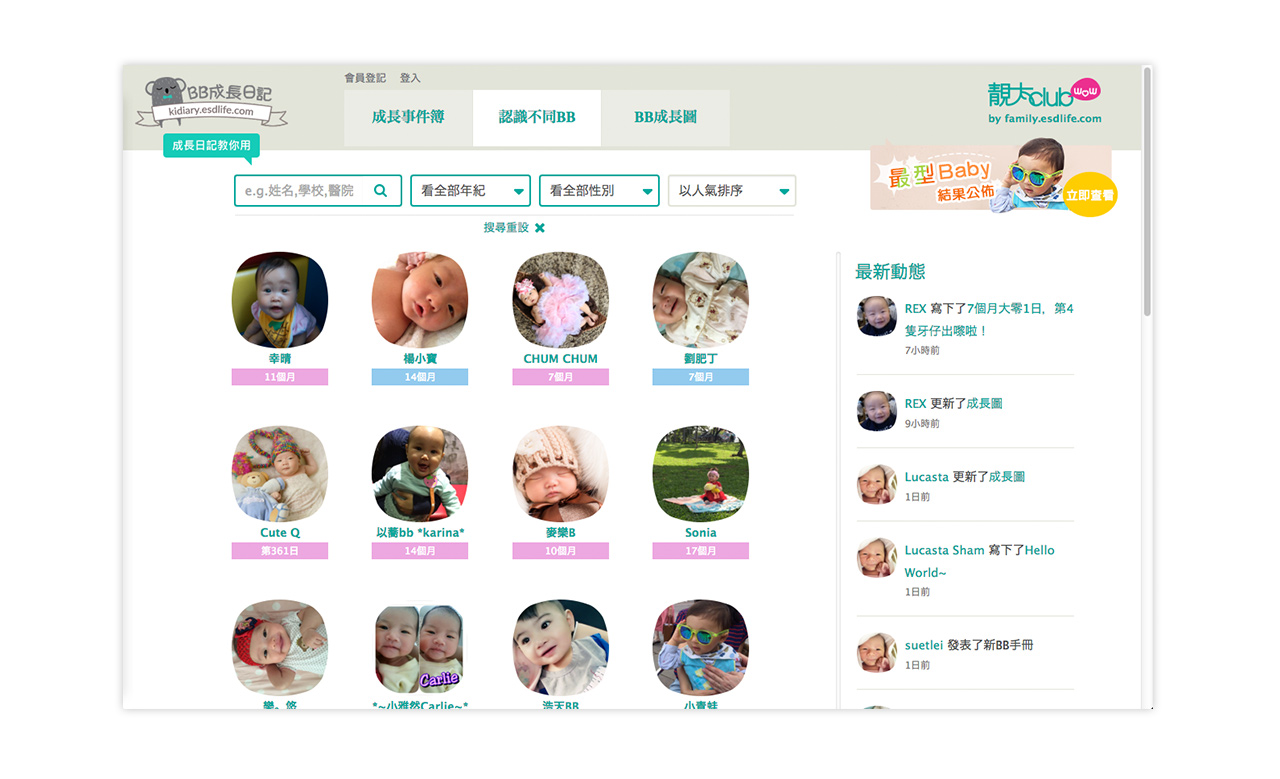 會員登記 登入
BB成長日記
kidiary.esdlife.com
成長日記教你用
成長事件簿 認識不同BB BB成長圖
靚太club WOW
by family.esdlife.com
最型Baby
結果公佈
立即查看
e.g.姓名,學校,醫院 看全部年紀 看全部性別 以人氣排序
搜尋重設
幸晴 楊小寶 CHUM CHUM 劉肥丁
11個月 14個月 7個月 7個月
Cute Q 以蘭bb *karina* 麥樂B Sonia
第361日 14個月 10個月 17個月
Carlie
樂。悠 *~小雅然Carlie~* 浩天BB 小青蛙
最新動態
REX 寫下了7個月大零1日，第4
隻牙仔出嚟啦！
7小時前
REX 更新了成長圖
9小時前
Lucasta 更新了成長圖
1日前
Lucasta Sham 寫下了Hello
World~
1日前
suetlei 發表了新BB手冊
1日前